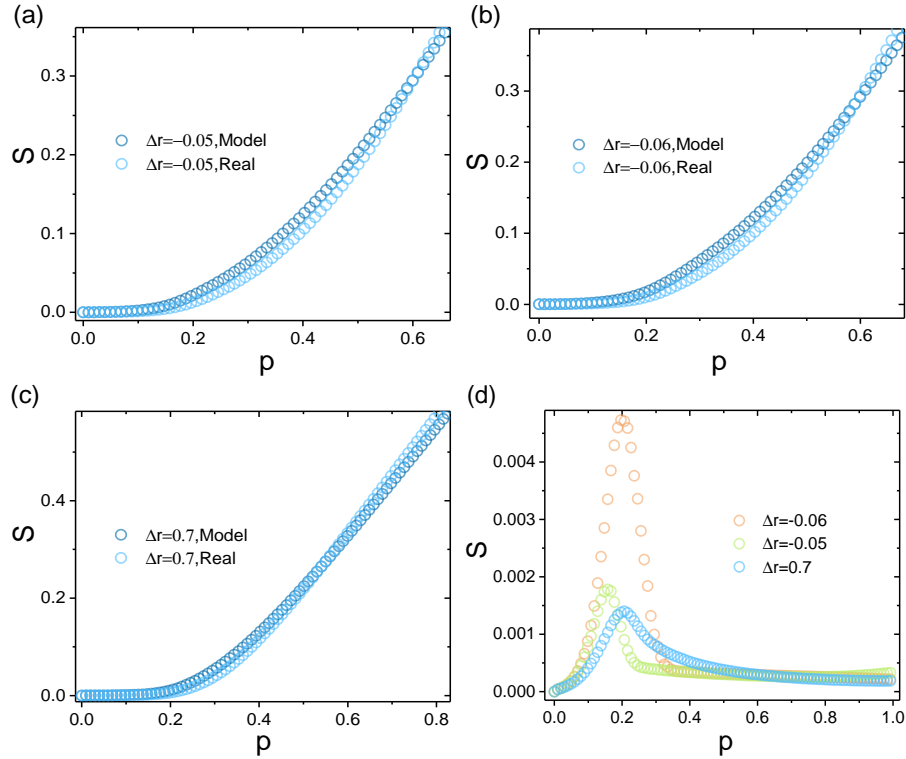 (a)
0.3
0.2
0.1
0.0
S
Δr=−0.05,Model
Δr=−0.05,Real
0.0 0.2 0.4 0.6
p
(b)
0.3
0.2
0.1
0.0
S
Δr=−0.06,Model
Δr=−0.06,Real
0.0 0.2 0.4 0.6
p
(c)
0.4
0.2
0.0
S
Δr=0.7,Model
Δr=0.7,Real
0.0 0.2 0.4 0.6 0.8
p
(d)
0.004
0.003
0.002
0.001
0.000
S
Δr=-0.06
Δr=-0.05
Δr=0.7
0.0 0.2 0.4 0.6 0.8 1.0
p